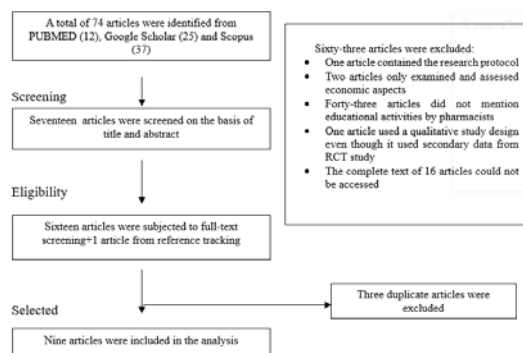 A total of 74 articles were identified from
PUBMED (12), Google Scholar (25) and Scopus
(37)
Screening
Seventeen articles were screened on the basis of
title and abstract
Eligibility
Sixteen articles were subjected to full-text
screening+1 article from reference tracking
Selected
Nine articles were included in the analysis
Sixty-three articles were excluded:
• One article contained the research protocol
• Two articles only examined and assessed
economic aspects
• Forty-three articles did not mention
educational activities by pharmacists
• One article used a qualitative study design
even though it used secondary data from
RCT study
• The complete text of 16 articles could not
be accessed
Three duplicate articles were
excluded